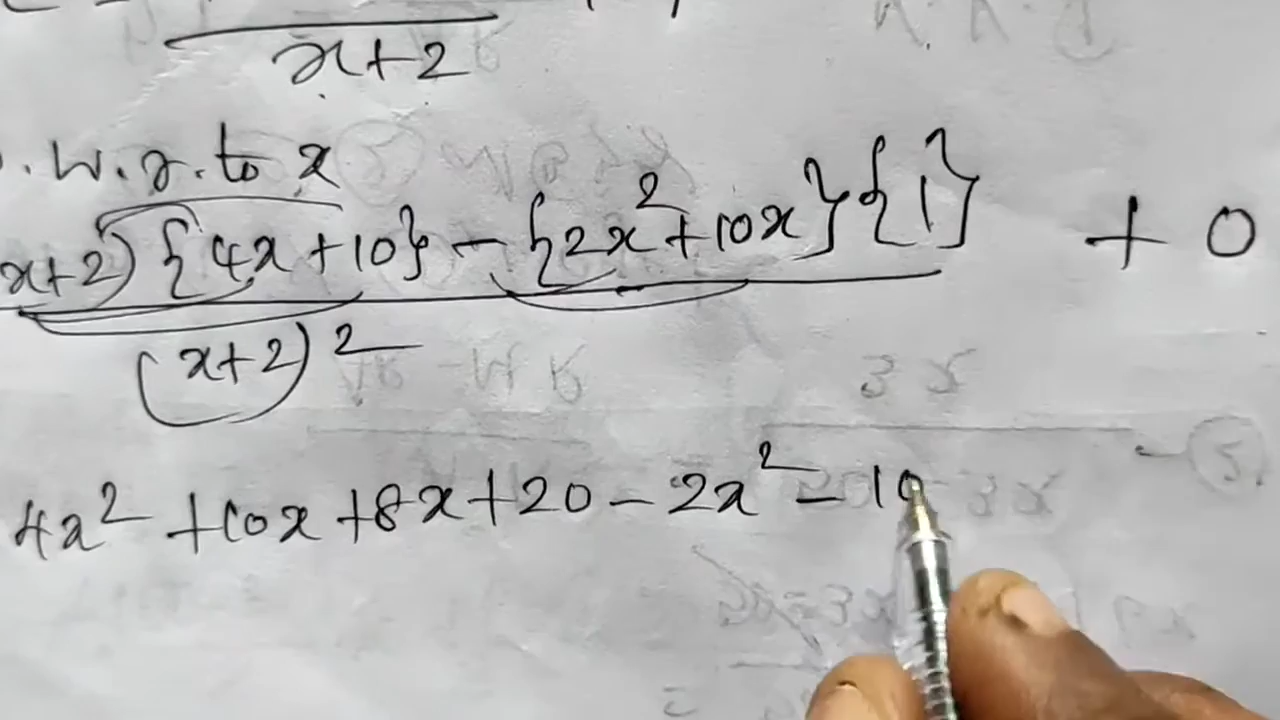 x+2
. w.r. to x
x+2) {4x+10} - {2x²+10x}{1} + 0
(x+2)²
4x² +10x +8x+20 - 2x² - 10